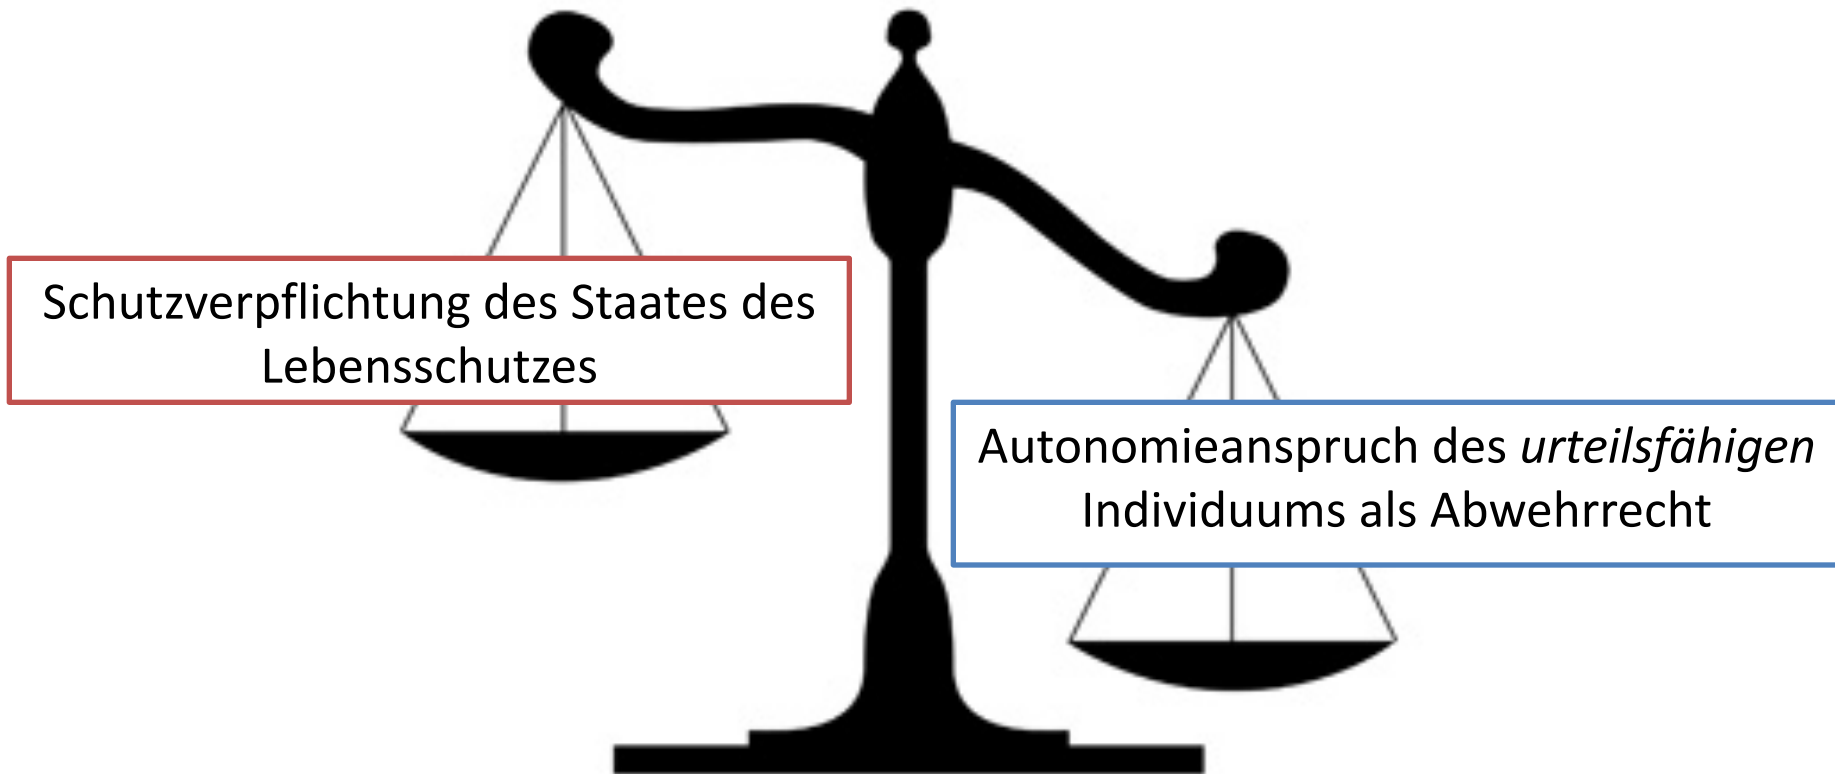 Schutzverpflichtung des Staates des
Lebensschutzes
Autonomieanspruch des urteilsfähigen
Individuums als Abwehrrecht